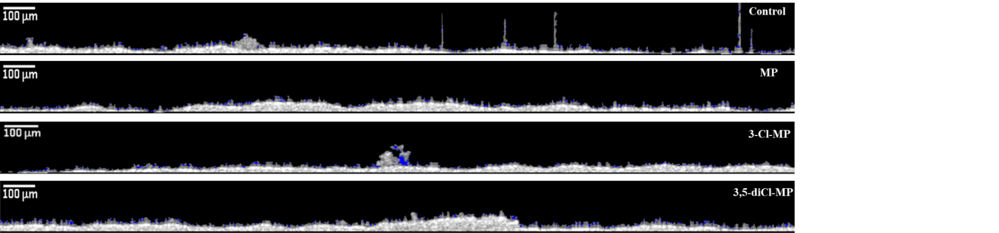 100 μm
Control
100 μm
MP
100 μm
3-Cl-MP
100 μm
3,5-diCl-MP